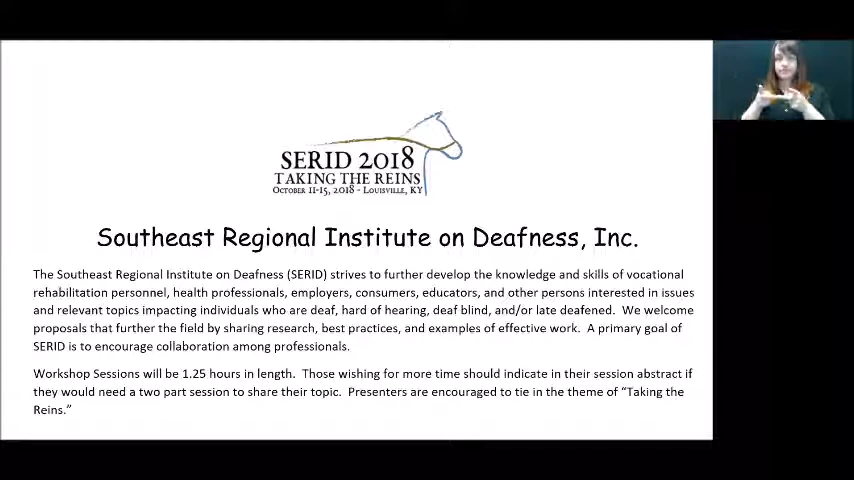 SERID 2018
TAKING THE REINS
OCTOBER 11-15, 2018 - LOUISVILLE, KY
Southeast Regional Institute on Deafness, Inc.
The Southeast Regional Institute on Deafness (SERID) strives to further develop the knowledge and skills of vocational
rehabilitation personnel, health professionals, employers, consumers, educators, and other persons interested in issues
and relevant topics impacting individuals who are deaf, hard of hearing, deaf blind, and/or late deafened.  We welcome
proposals that further the field by sharing research, best practices, and examples of effective work.  A primary goal of
SERID is to encourage collaboration among professionals.
Workshop Sessions will be 1.25 hours in length.  Those wishing for more time should indicate in their session abstract if
they would need a two part session to share their topic.  Presenters are encouraged to tie in the theme of “Taking the
Reins.”